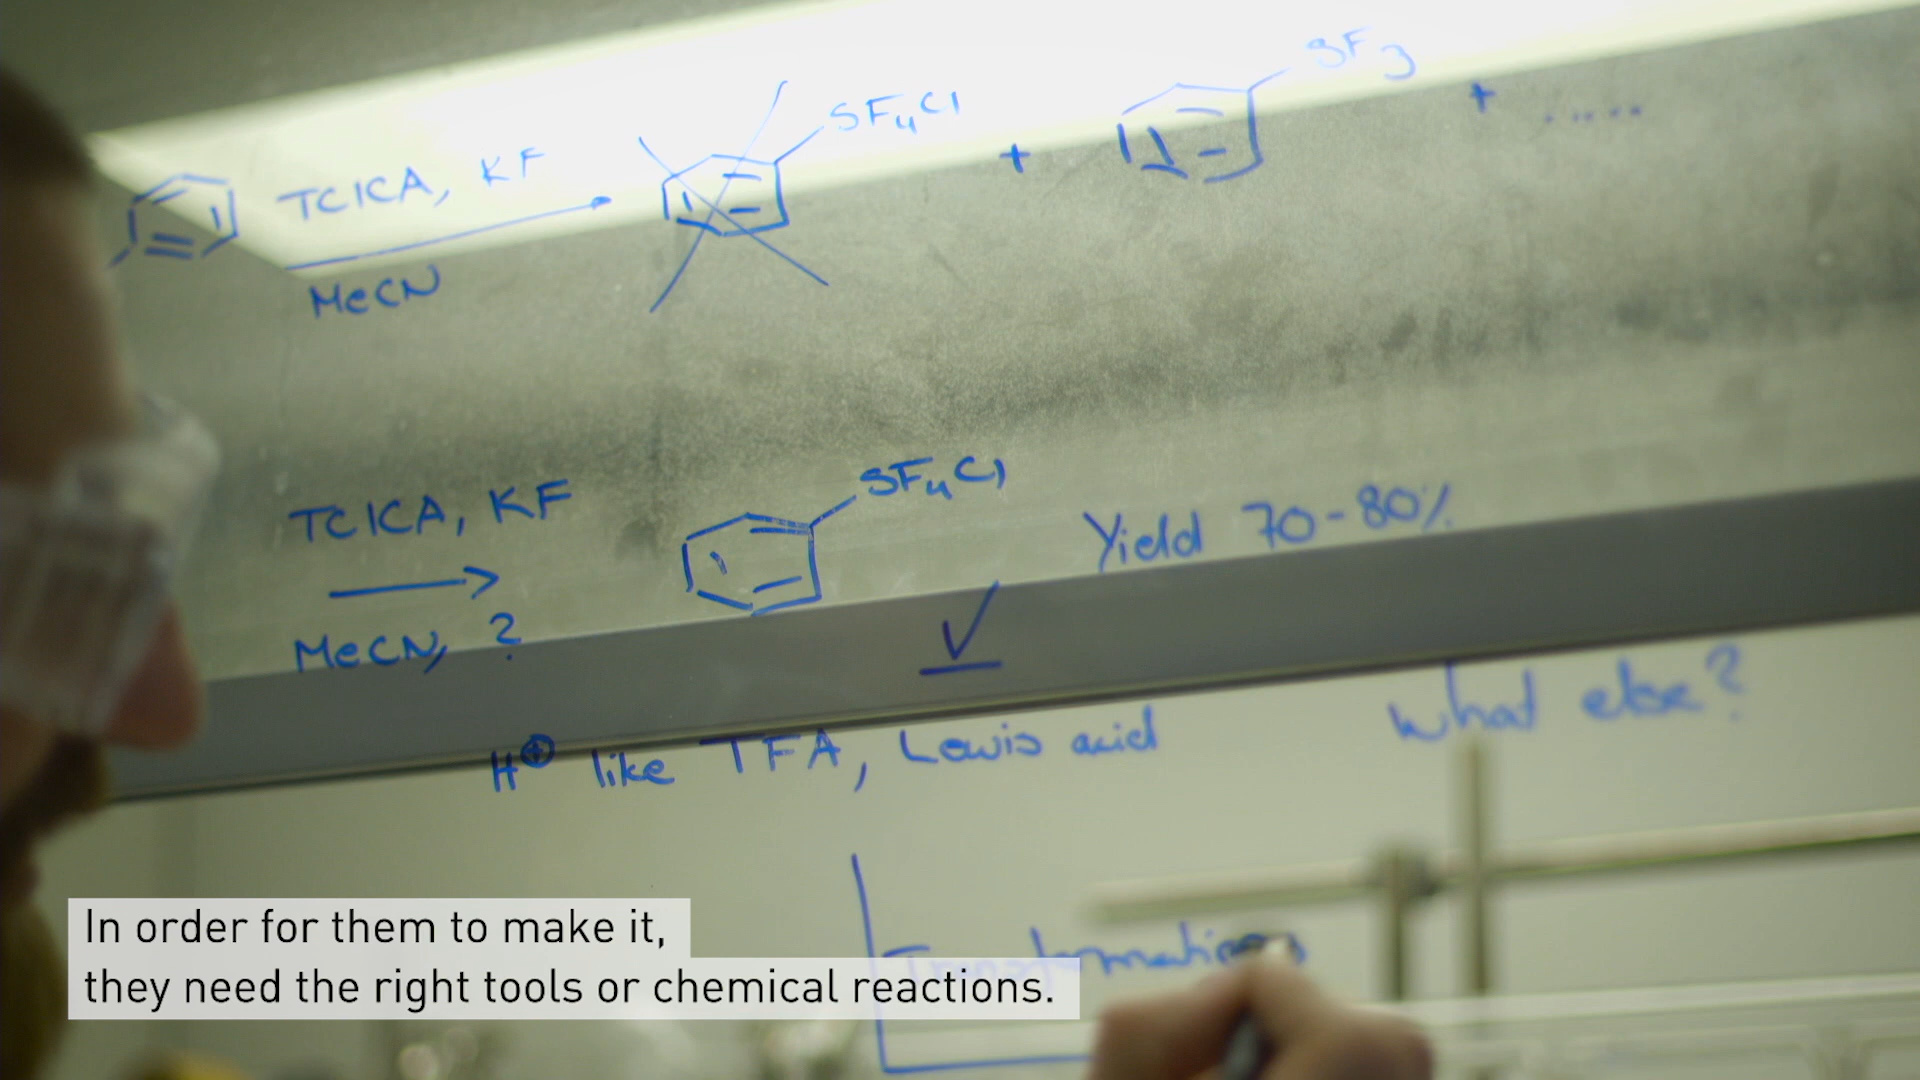 TCICA, KF
MeCN
SF4Cl
+
SF3
+ ......
TCICA, KF
MeCN, ?
SF4Cl
Yield 70-80%
H⊕ like TFA, Lewis acid
What else?
Transformations
In order for them to make it,
they need the right tools or chemical reactions.